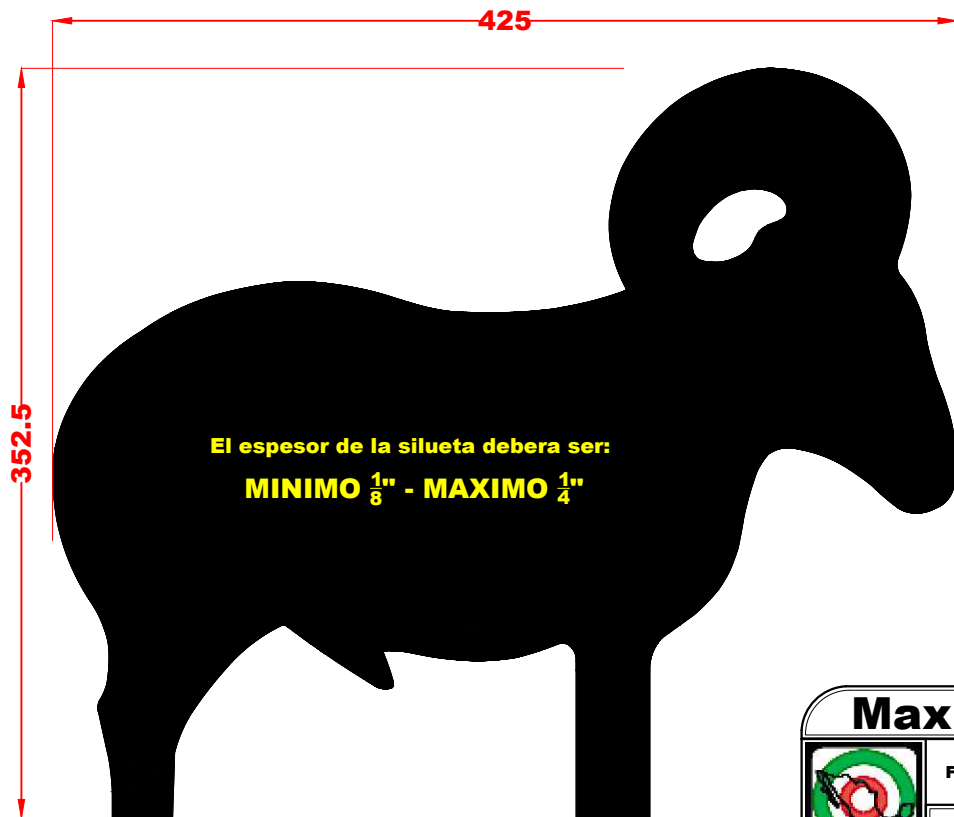 425
352.5
El espesor de la silueta debera ser:
MINIMO 1/8" - MAXIMO 1/4"
Max
F